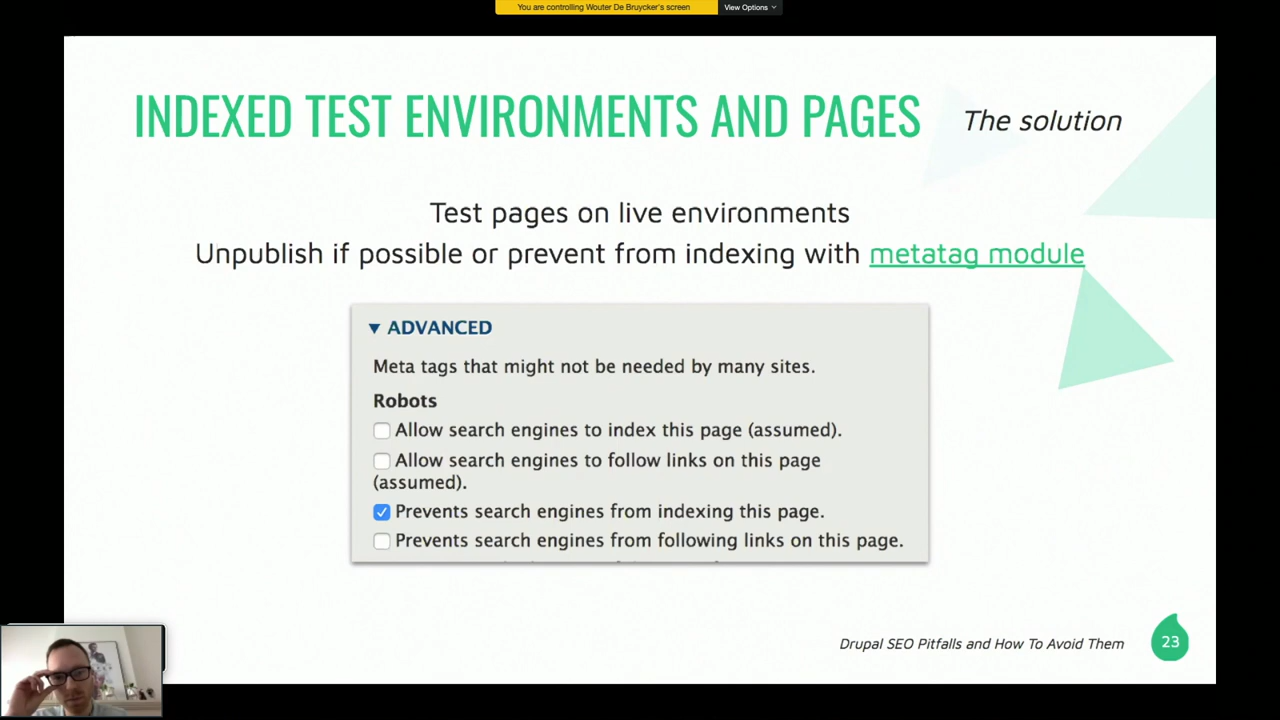 You are controlling Wouter De Bruycker's screen
View Options
INDEXED TEST ENVIRONMENTS AND PAGES
The solution
Test pages on live environments
Unpublish if possible or prevent from indexing with metatag module
ADVANCED
Meta tags that might not be needed by many sites.
Robots
Allow search engines to index this page (assumed).
Allow search engines to follow links on this page
(assumed).
Prevents search engines from indexing this page.
Prevents search engines from following links on this page.
Drupal SEO Pitfalls and How To Avoid Them
23